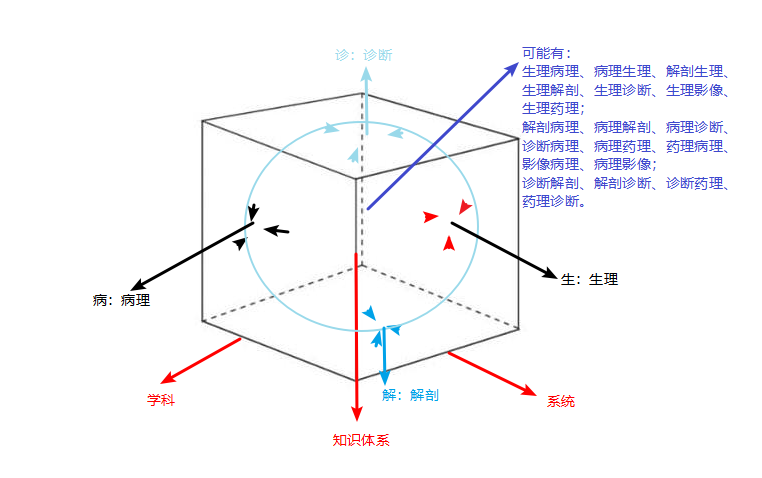 诊：诊断
可能有：
生理病理、病理生理、解剖生理、
生理解剖、生理诊断、生理影像、
生理药理；
解剖病理、病理解剖、病理诊断、
诊断病理、病理药理、药理病理、
影像病理、病理影像；
诊断解剖、解剖诊断、诊断药理、
药理诊断。
生：生理
病：病理
解：解剖
学科
系统
知识体系